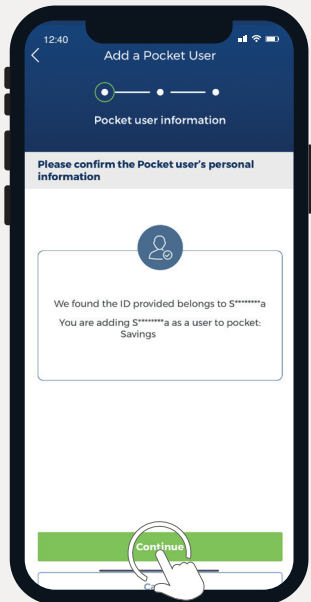 12:40
Add a Pocket User
Pocket user information
Please confirm the Pocket user's personal
information
We found the ID provided belongs to S********a
You are adding S********a as a user to pocket:
Savings
Continue